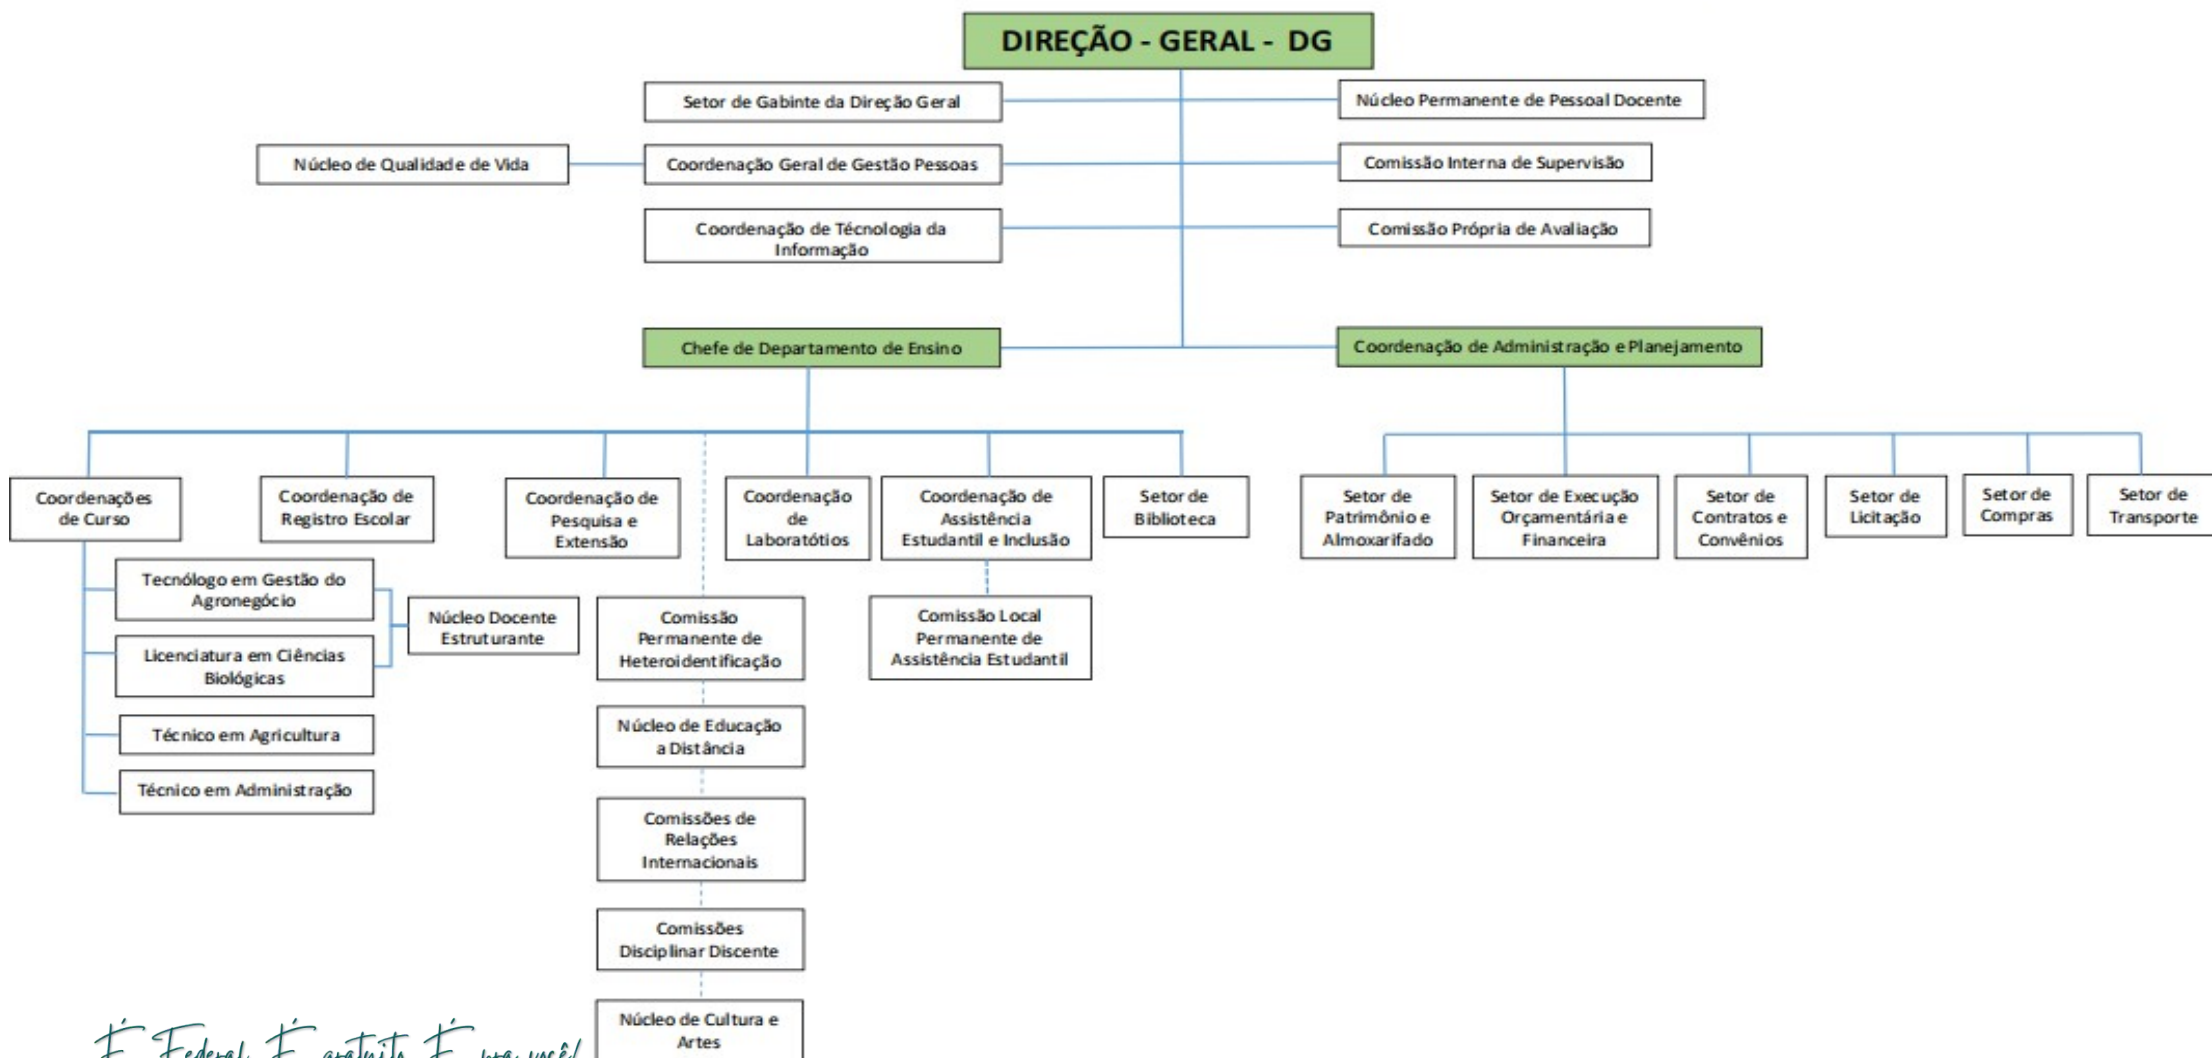 DIREÇÃO - GERAL - DG
Setor de Gabinte da Direção Geral
Núcleo Permanente de Pessoal Docente
Núcleo de Qualidade de Vida
Coordenação Geral de Gestão Pessoas
Comissão Interna de Supervisão
Coordenação de Técnologia da
Informação
Comissão Própria de Avaliação
Chefe de Departamento de Ensino
Coordenação de Administração e Planejamento
Coordenações
de Curso
Coordenação de
Registro Escolar
Coordenação de
Pesquisa e
Extensão
Coordenação
de
Laboratótios
Coordenação de
Assistência
Estudantil e Inclusão
Setor de
Biblioteca
Setor de
Patrimônio e
Almoxarifado
Setor de Execução
Orçamentária e
Financeira
Setor de
Contratos e
Convênios
Setor de
Licitação
Setor de
Compras
Setor de
Transporte
Tecnólogo em Gestão do
Agronegócio
Licenciatura em Ciências
Biológicas
Técnico em Agricultura
Técnico em Administração
Núcleo Docente
Estruturante
Comissão
Permanente de
Heteroidentificação
Núcleo de Educação
a Distância
Comissões de
Relações
Internacionais
Comissões
Disciplinar Discente
Núcleo de Cultura e
Artes
Comissão Local
Permanente de
Assistência Estudantil
É Federal, É gratuito, É pra você!